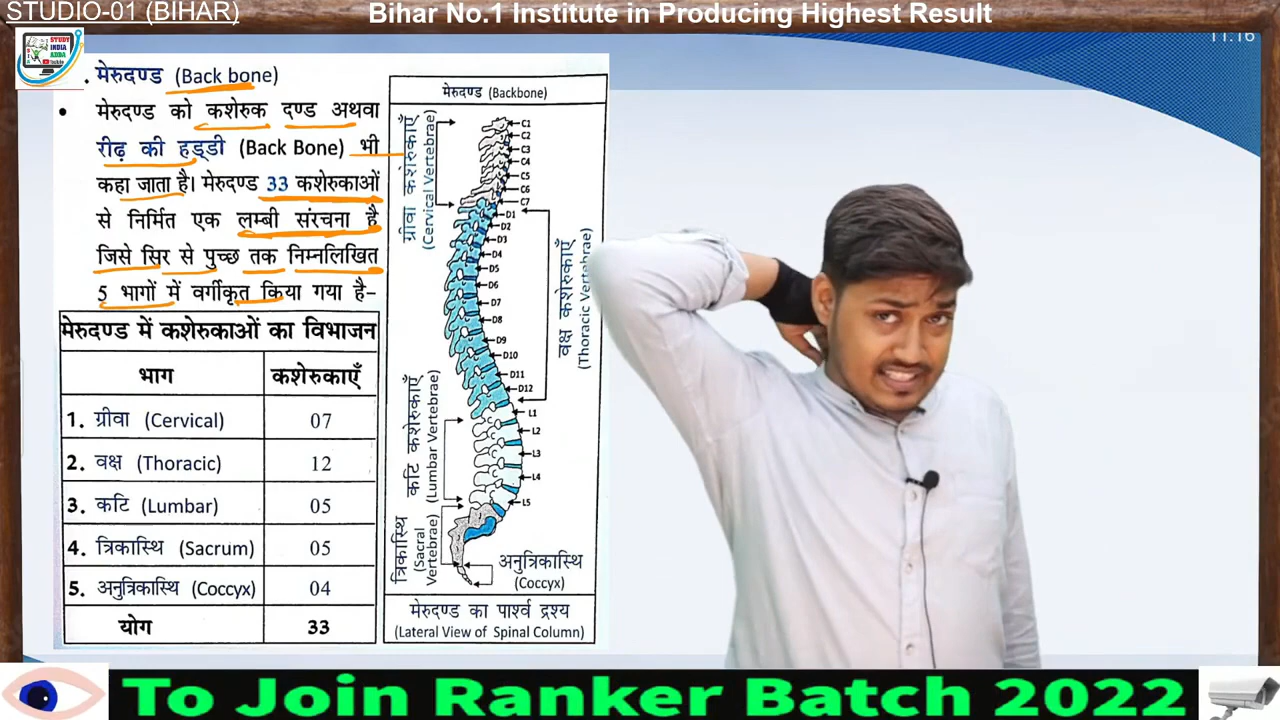 STUDIO-01 (BIHAR)
Bihar No.1 Institute in Producing Highest Result
11:16
STUDY
INDIA
ADDA
. मेरुदण्ड (Back bone)
• मेरुदण्ड को कशेरुक दण्ड अथवा
रीढ़ की हड्डी (Back Bone) भी
कहा जाता है। मेरुदण्ड 33 कशेरुकाओं
से निर्मित एक लम्बी संरचना है
जिसे सिर से पुच्छ तक निम्नलिखित
5 भागों में वर्गीकृत किया गया है-
मेरुदण्ड में कशेरुकाओं का विभाजन
भाग कशेरुकाएँ
1. ग्रीवा (Cervical) 07
2. वक्ष (Thoracic) 12
3. कटि (Lumbar) 05
4. त्रिकास्थि (Sacrum) 05
5. अनुत्रिकास्थि (Coccyx) 04
योग 33
मेरुदण्ड (Backbone)
ग्रीवा कशेरुकाएँ
(Cervical Vertebrae)
C1
C2
C3
C4
C5
C6
C7
D1
D2
D3
D4
D5
D6
D7
D8
D9
D10
D11
D12
L1
L2
L3
L4
L5
वक्ष कशेरुकाएँ
(Thoracic Vertebrae)
कटि कशेरुकाएँ
(Lumbar Vertebrae)
त्रिकास्थि
(Sacral
Vertebrae)
अनुत्रिकास्थि
(Coccyx)
मेरुदण्ड का पार्श्व द्रश्य
(Lateral View of Spinal Column)
To Join Ranker Batch 2022